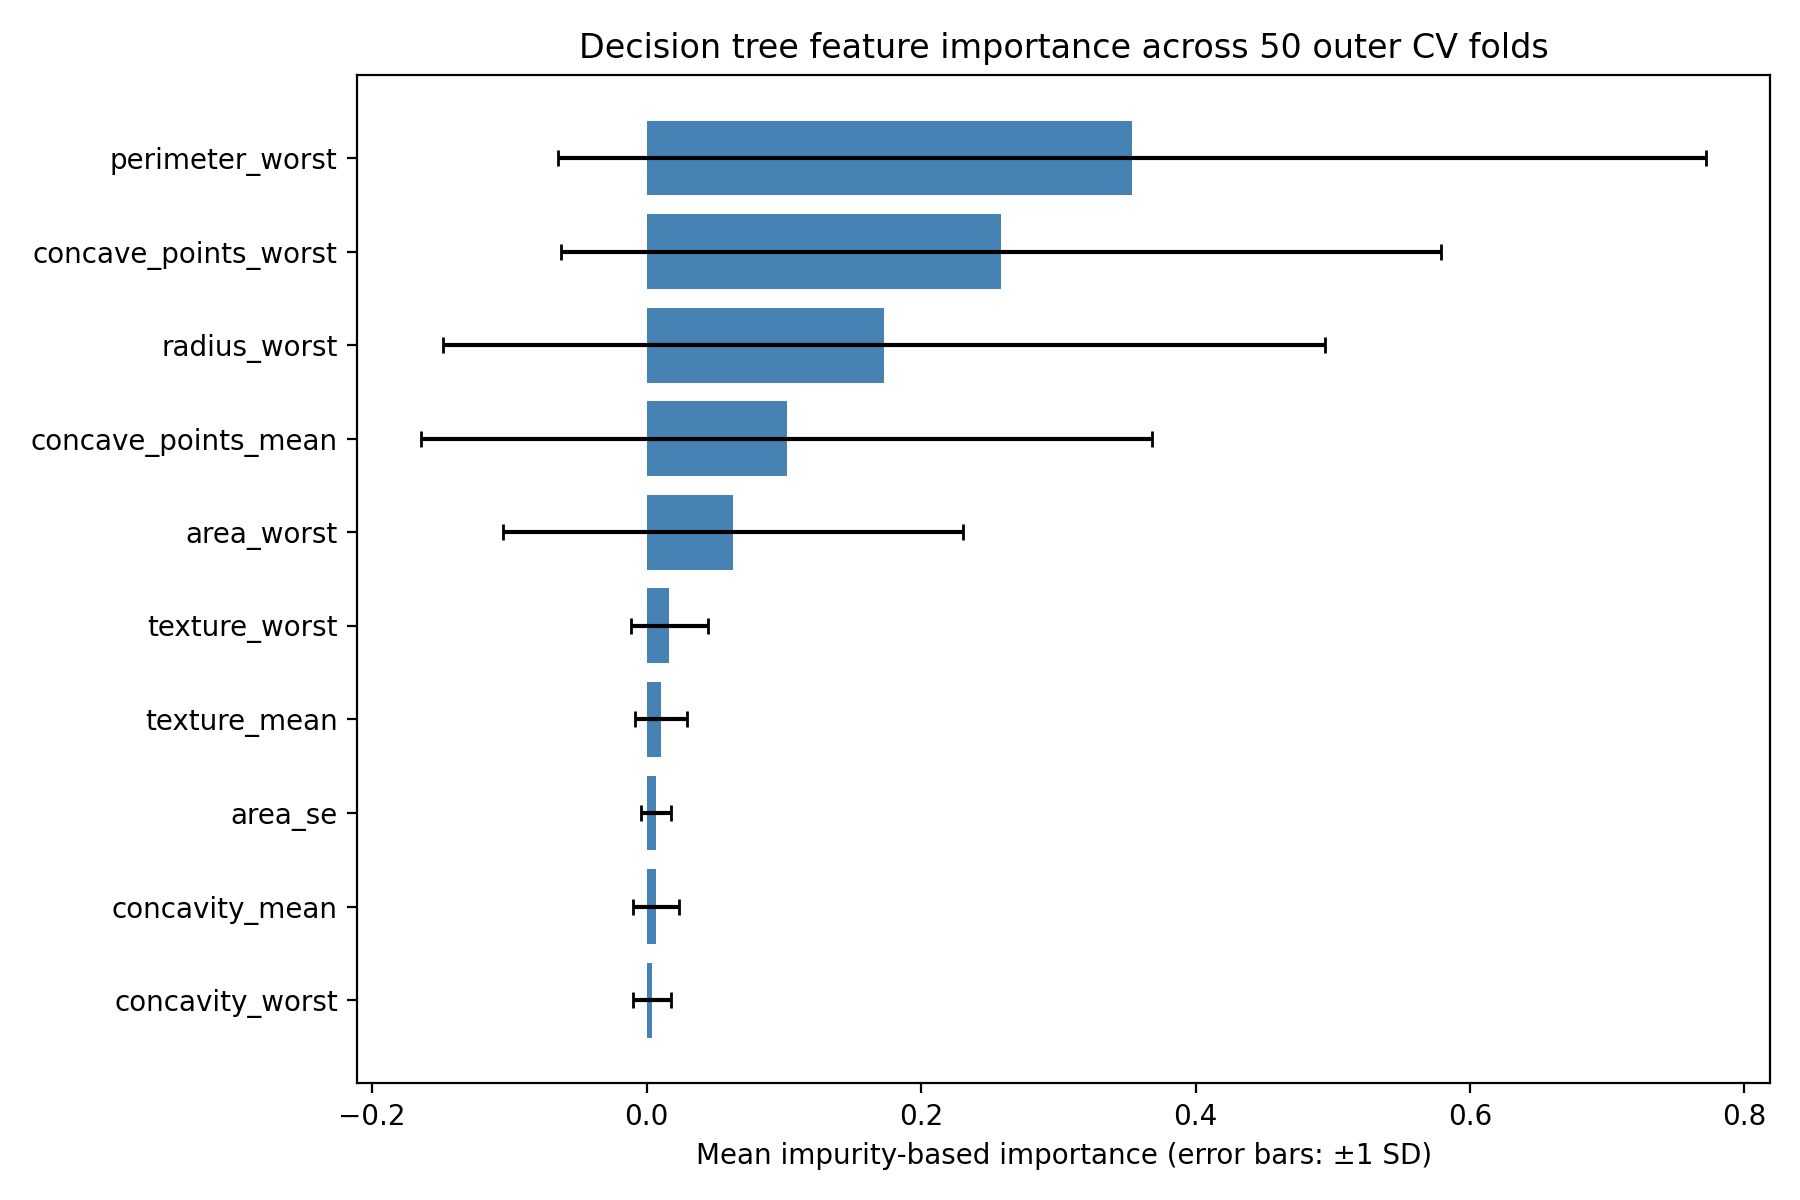 Decision tree feature importance across 50 outer CV folds
perimeter_worst
concave_points_worst
radius_worst
concave_points_mean
area_worst
texture_worst
texture_mean
area_se
concavity_mean
concavity_worst
−0.2 0.0 0.2 0.4 0.6 0.8
Mean impurity-based importance (error bars: ±1 SD)